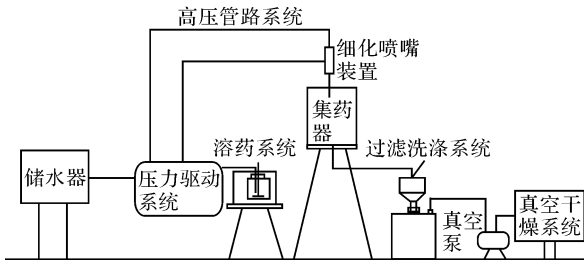 高压管路系统
细化喷嘴
装置
集药
器
溶药系统
过滤洗涤系统
储水器
压力驱动
系统
真空
泵
真空干
燥系统